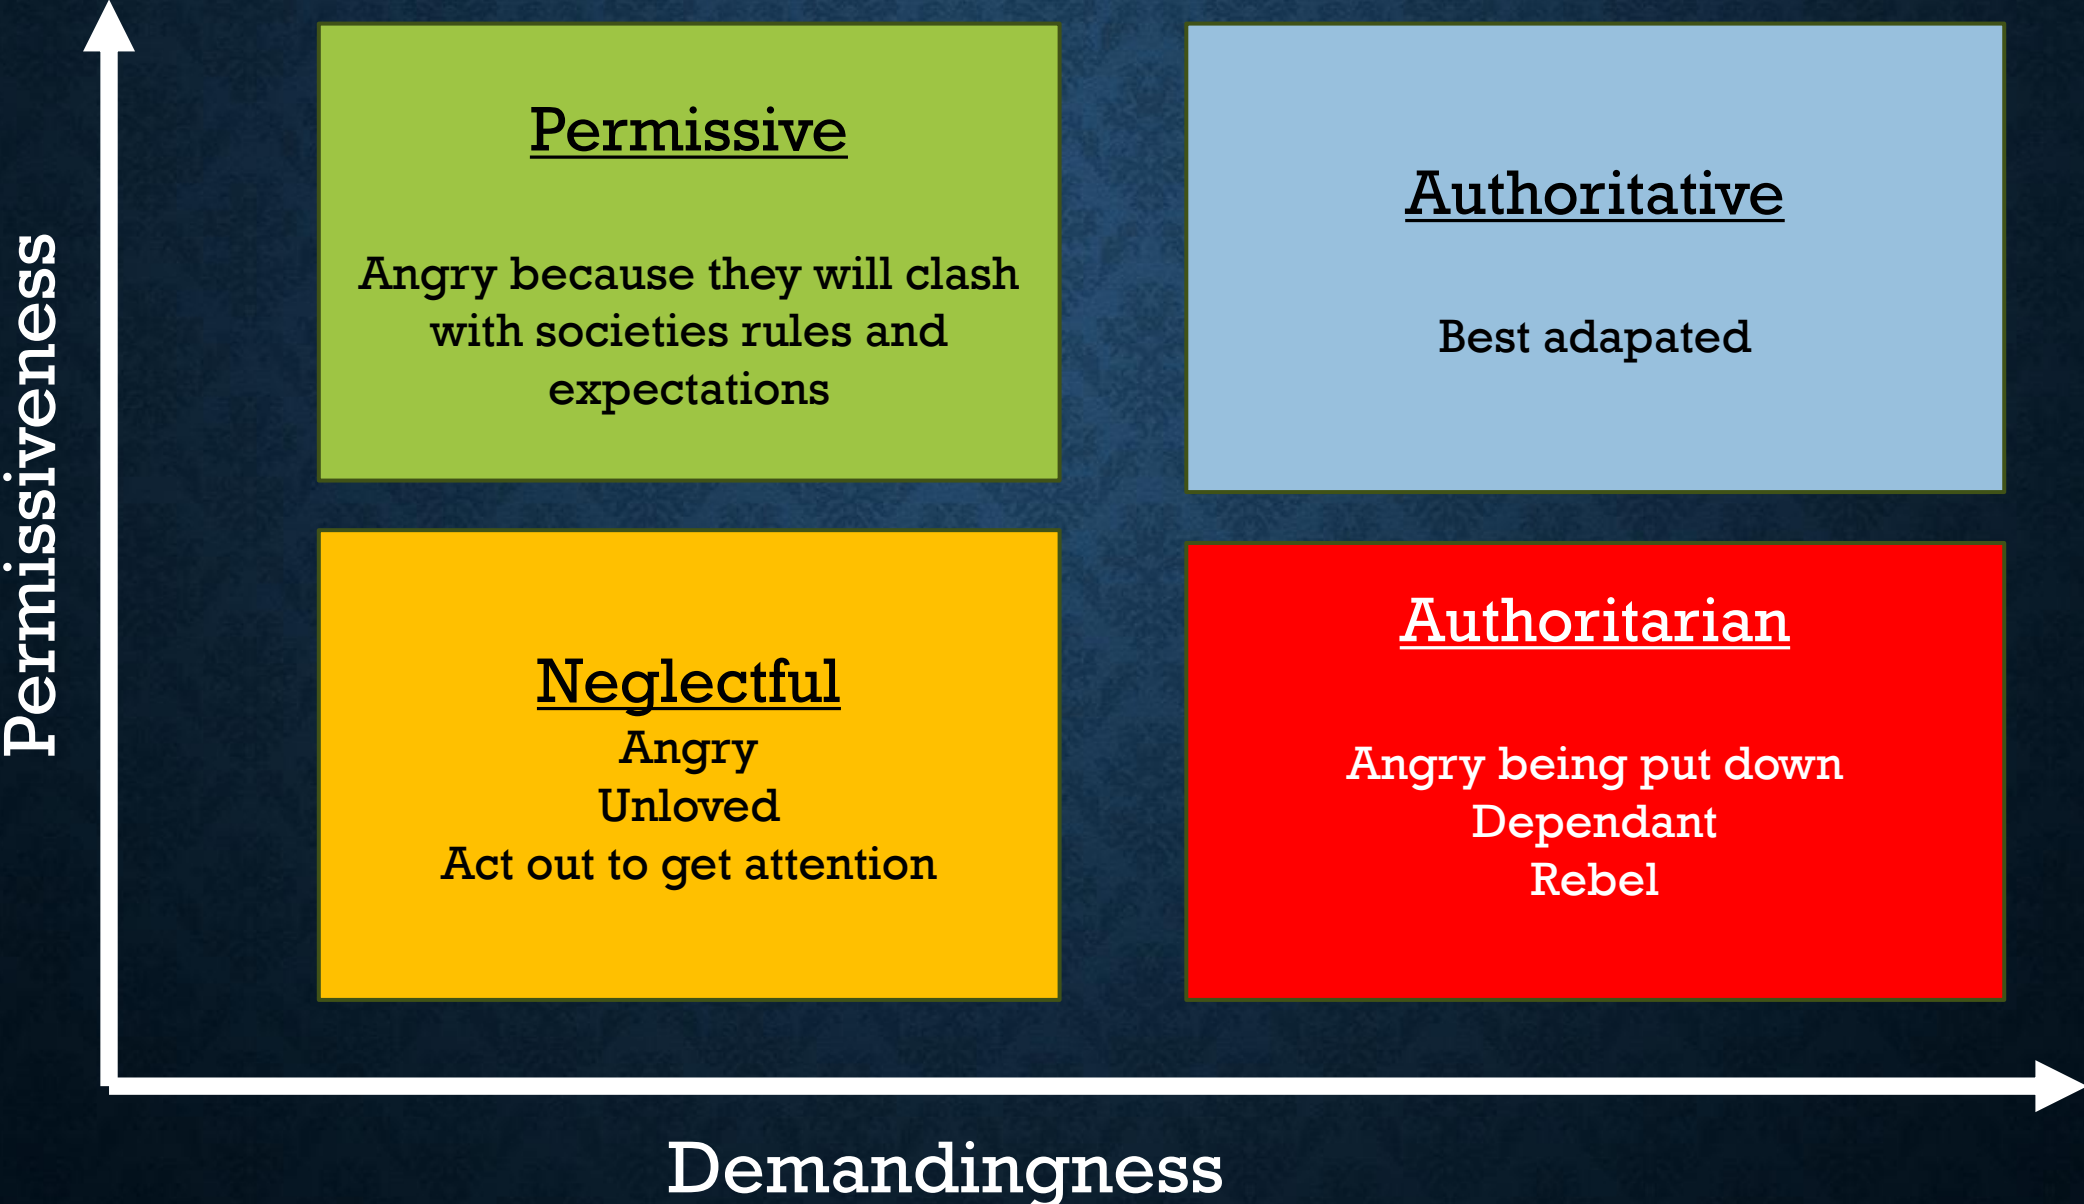 Permissiveness
Permissive
Angry because they will clash
with societies rules and
expectations
Authoritative
Best adapated
Neglectful
Angry
Unloved
Act out to get attention
Authoritarian
Angry being put down
Dependant
Rebel
Demandingness